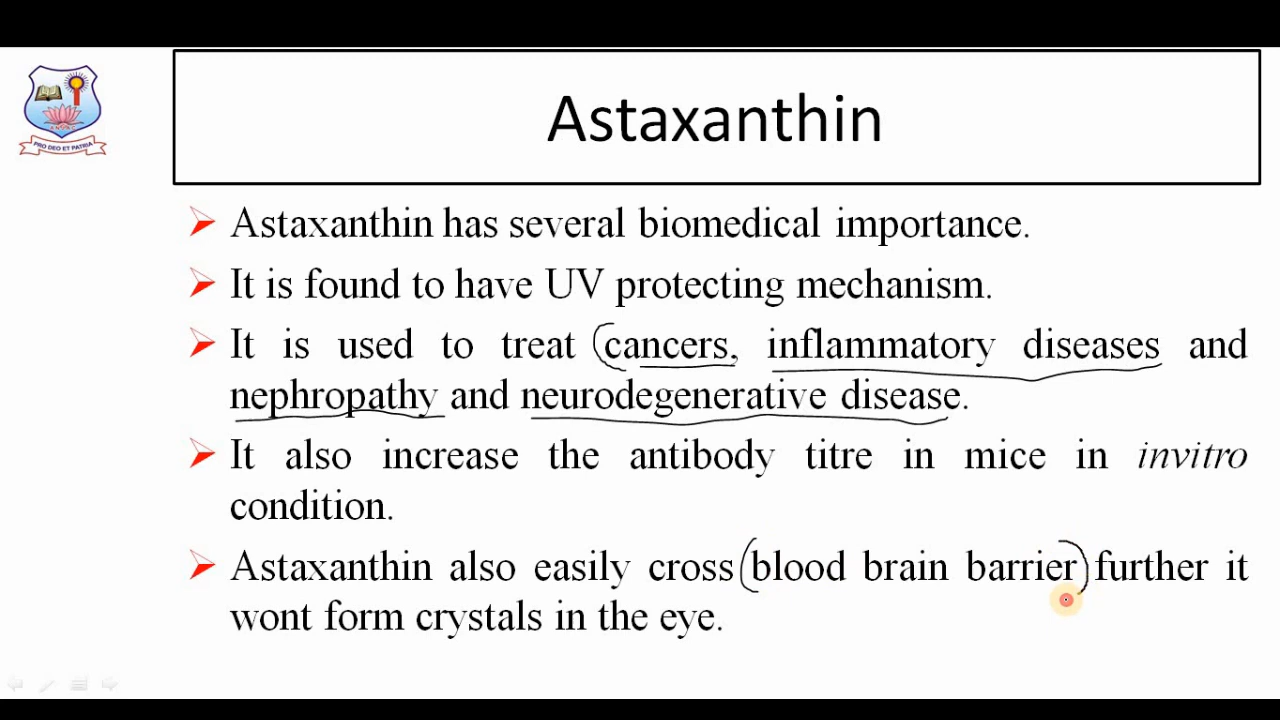 PRO DEO ET PATRIA
Astaxanthin
Astaxanthin has several biomedical importance.
It is found to have UV protecting mechanism.
It is used to treat cancers, inflammatory diseases and
nephropathy and neurodegenerative disease.
It also increase the antibody titre in mice in invitro
condition.
Astaxanthin also easily cross blood brain barrier further it
wont form crystals in the eye.